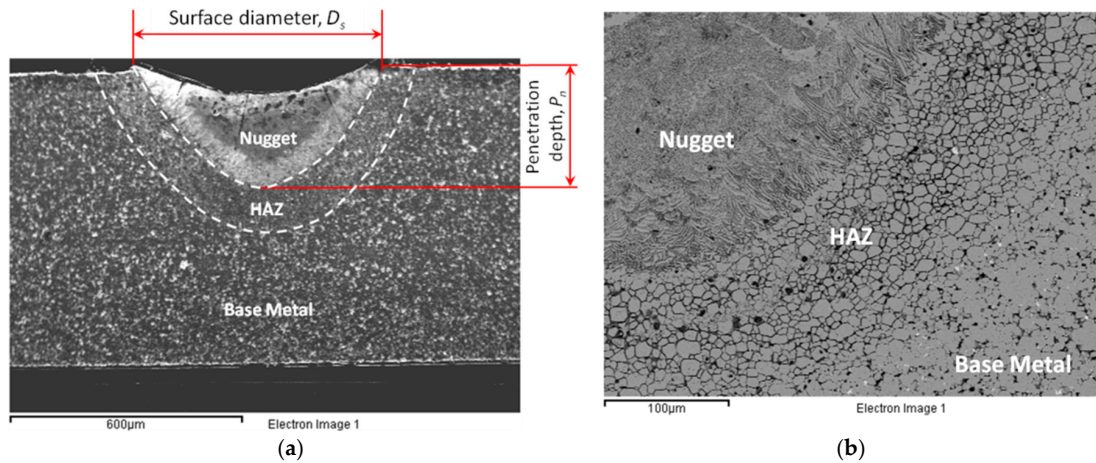 Surface diameter, Ds
Penetration
depth, Pn
Nugget
HAZ
Base Metal
600μm
Electron Image 1
(a)
Nugget
HAZ
Base Metal
100μm
Electron Image 1
(b)